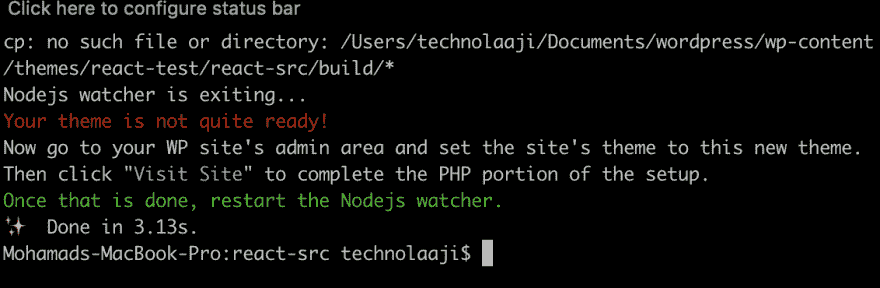 Click here to configure status bar
cp: no such file or directory: /Users/technolaaji/Documents/wordpress/wp-content
/themes/react-test/react-src/build/*
Nodejs watcher is exiting...
Your theme is not quite ready!
Now go to your WP site's admin area and set the site's theme to this new theme.
Then click "Visit Site" to complete the PHP portion of the setup.
Once that is done, restart the Nodejs watcher.
✨  Done in 3.13s.
Mohamads-MacBook-Pro:react-src technolaaji$